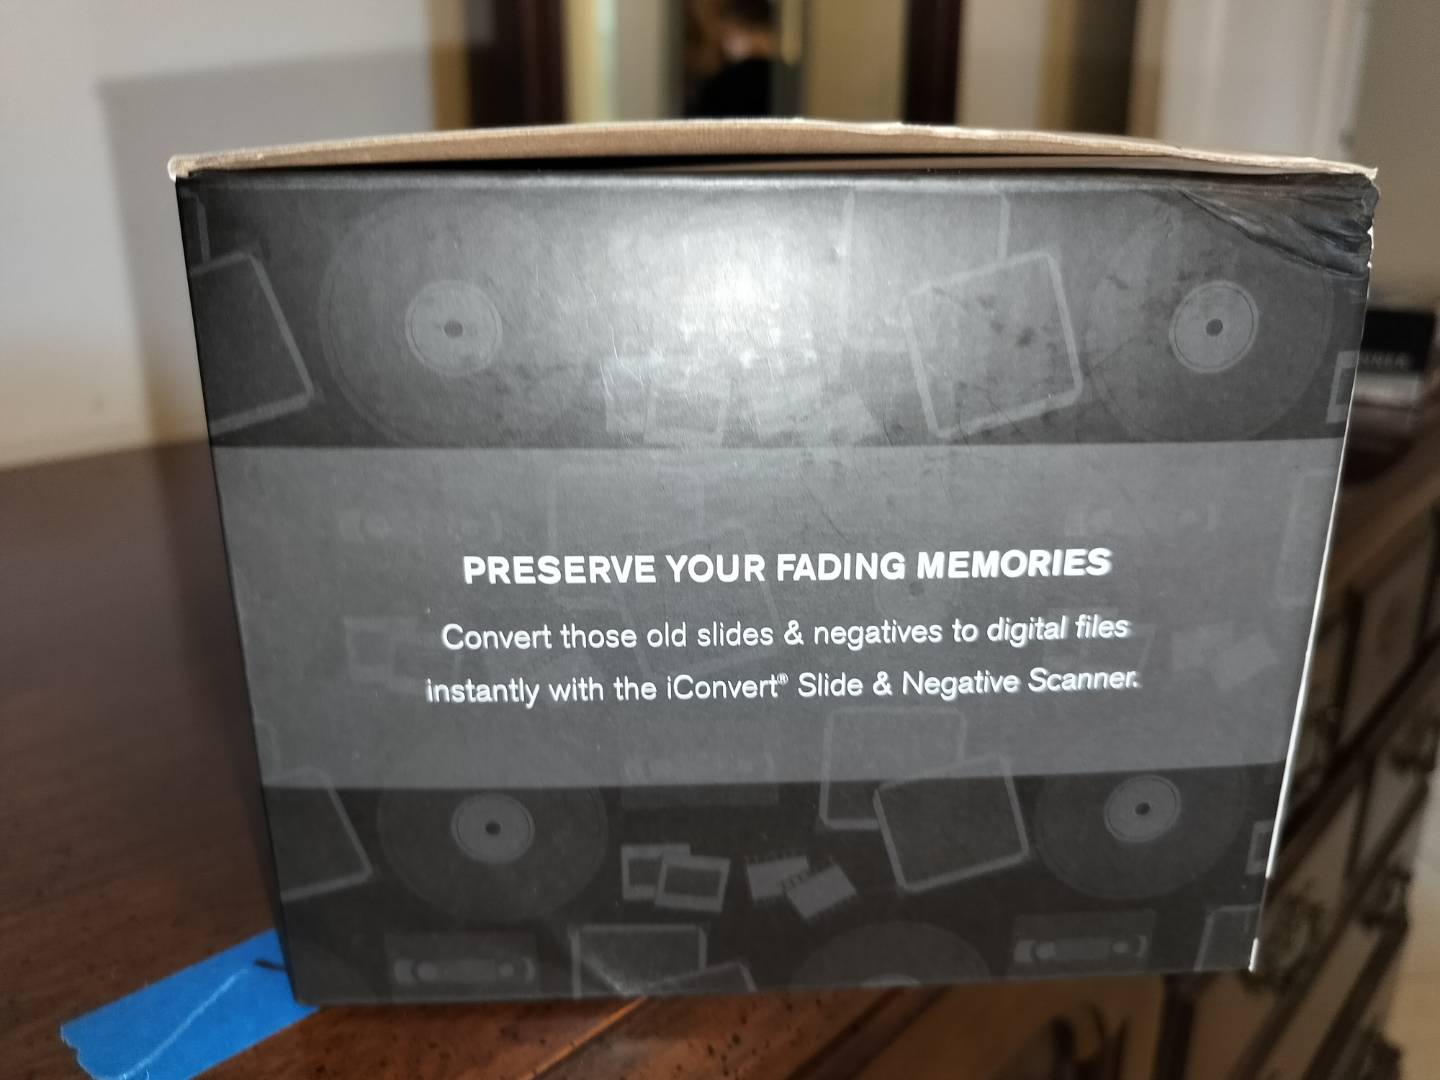 PRESERVE YOUR FADING MEMORIES
Convert those old slides & negatives to digital files
instantly with the iConvert® Slide & Negative Scanner.